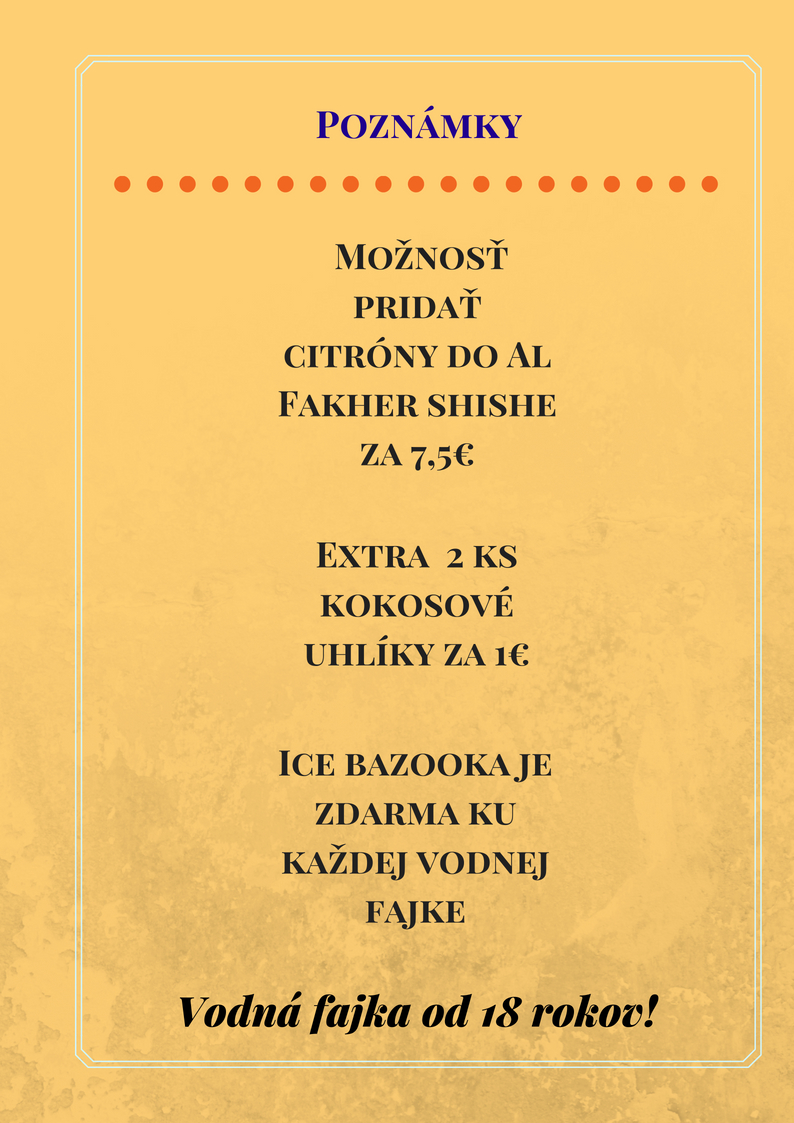 Poznámky
Možnosť
pridať
citróny do Al
Fakher shishe
za 7,5€
Extra 2 ks
kokosové
uhlíky za 1€
Ice bazooka je
zdarma ku
každej vodnej
fajke
Vodná fajka od 18 rokov!